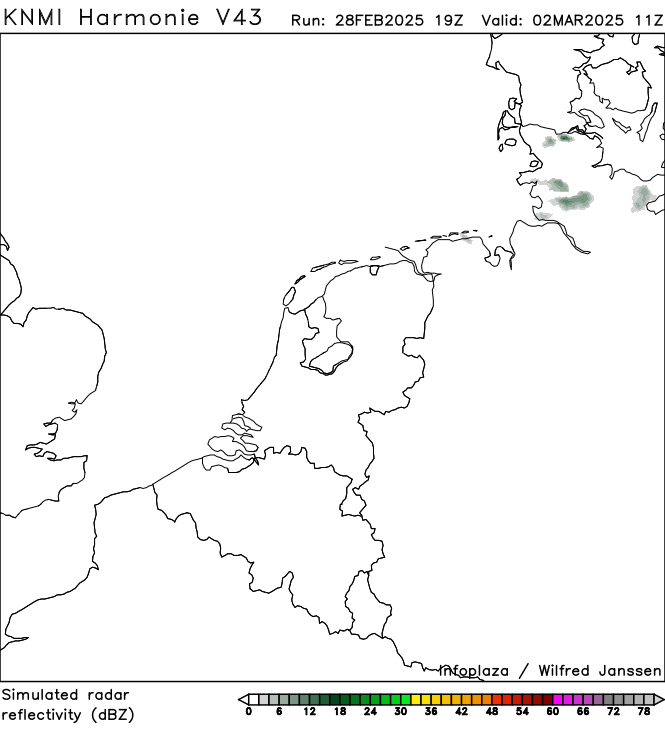 KNMI Harmonie V43 Run: 28FEB2025 19Z Valid: 02MAR2025 11Z
Infoplaza / Wilfred Janssen
Simulated radar
reflectivity (dBZ)
0 6 12 18 24 30 36 42 48 54 60 66 72 78